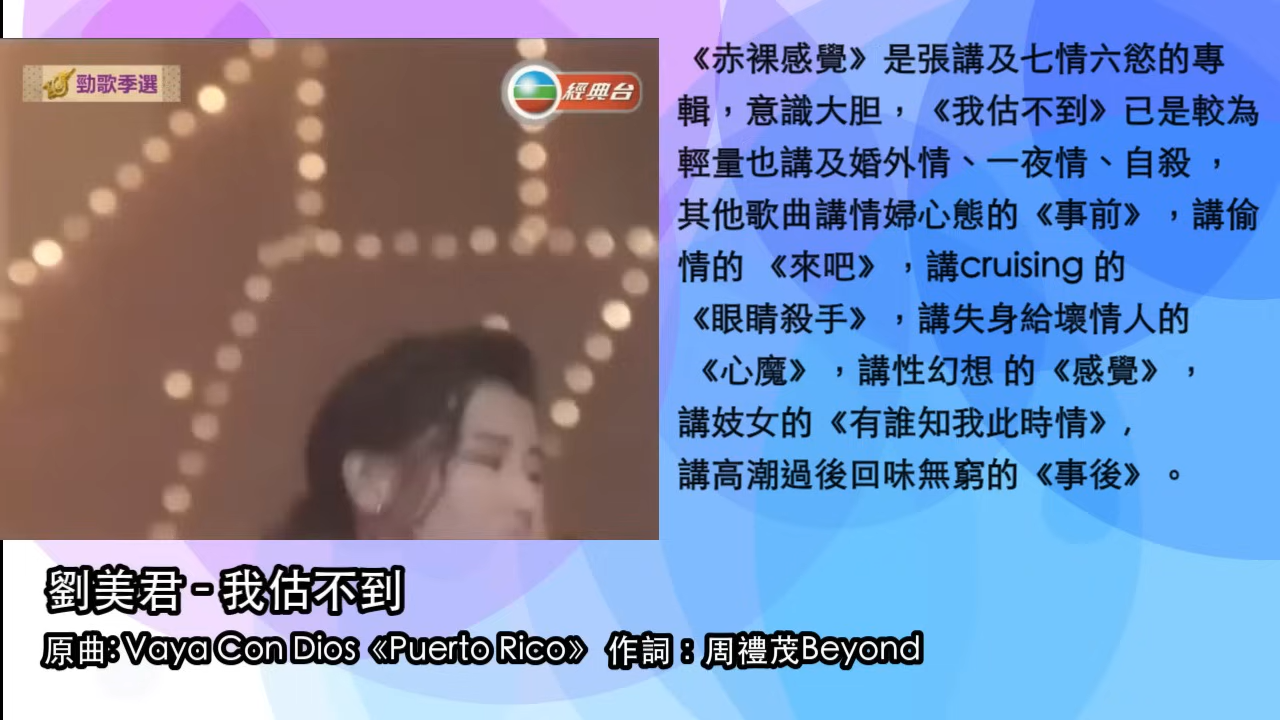 勁歌季選
經典台
《赤裸感覺》是張講及七情六慾的專
輯，意識大胆，《我估不到》已是較為
輕量也講及婚外情、一夜情、自殺 ，
其他歌曲講情婦心態的《事前》，講偷
情的 《來吧》 ，講cruising 的
《眼睛殺手》，講失身給壞情人的
《心魔》，講性幻想 的《感覺》，
講妓女的《有誰知我此時情》,
講高潮過後回味無窮的《事後》。
劉美君 - 我估不到
原曲: Vaya Con Dios《Puerto Rico》 作詞：周禮茂Beyond